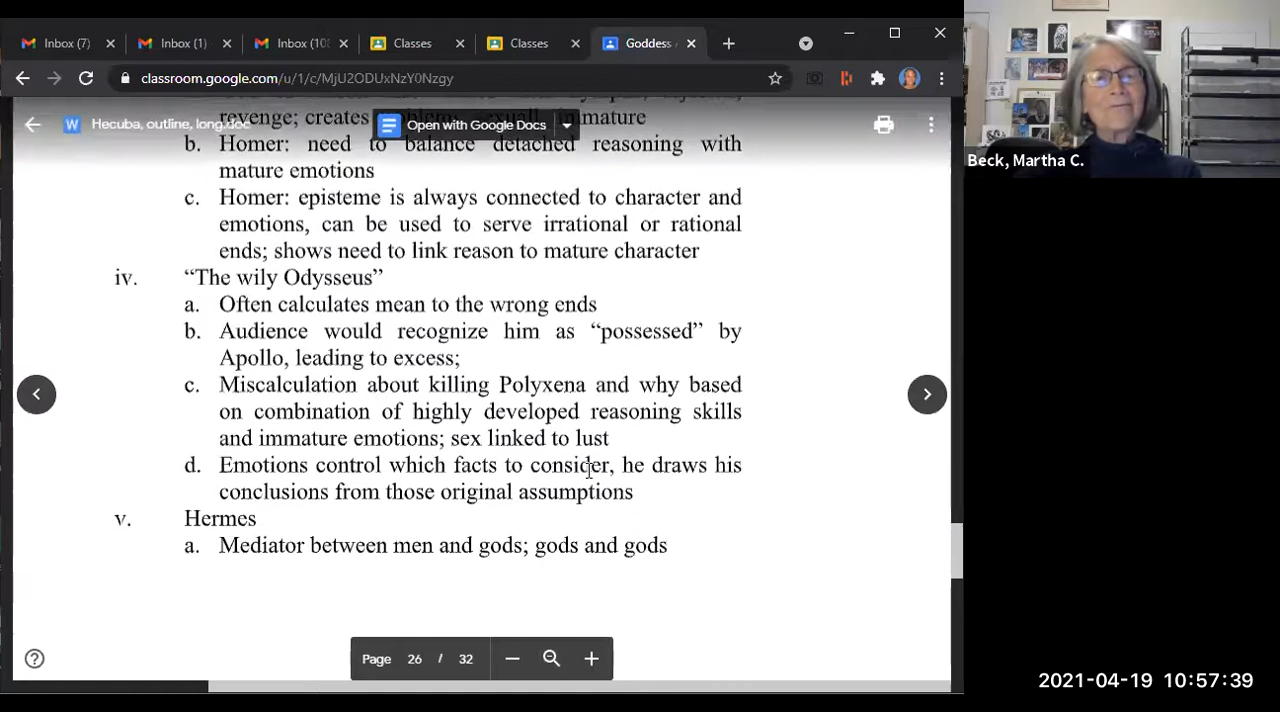 Inbox (7)
Inbox (1)
Inbox (10
Classes
Classes
Goddess
classroom.google.com/u/1/c/MjU2ODUxNzY0Nzgy
revenge; creates
Hecuba, outline, long.doc
Open with Google Docs
b. Homer: need to balance detached reasoning with
mature emotions
c. Homer: episteme is always connected to character and
emotions, can be used to serve irrational or rational
ends; shows need to link reason to mature character
iv. “The wily Odysseus”
a. Often calculates mean to the wrong ends
b. Audience would recognize him as “possessed” by
Apollo, leading to excess;
c. Miscalculation about killing Polyxena and why based
on combination of highly developed reasoning skills
and immature emotions; sex linked to lust
d. Emotions control which facts to consider, he draws his
conclusions from those original assumptions
v. Hermes
a. Mediator between men and gods; gods and gods
Page 26 / 32
Beck, Martha C.
2021-04-19 10:57:39